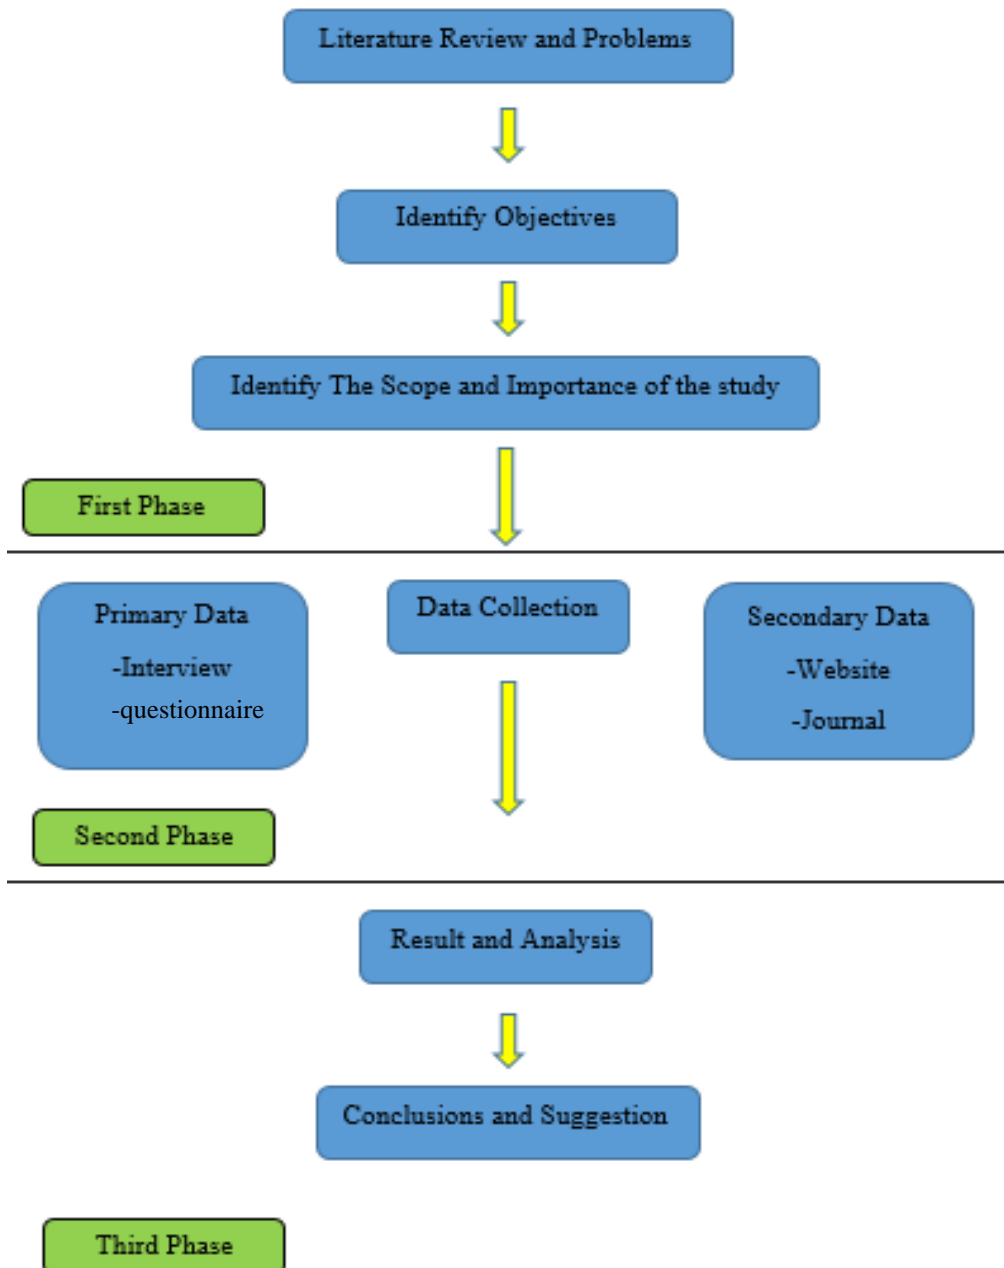 Literature Review and Problems
Identify Objectives
Identify The Scope and Importance of the study
First Phase
Primary Data
-Interview
-questionnaire
Data Collection
Secondary Data
-Website
-Journal
Second Phase
Result and Analysis
Conclusions and Suggestion
Third Phase